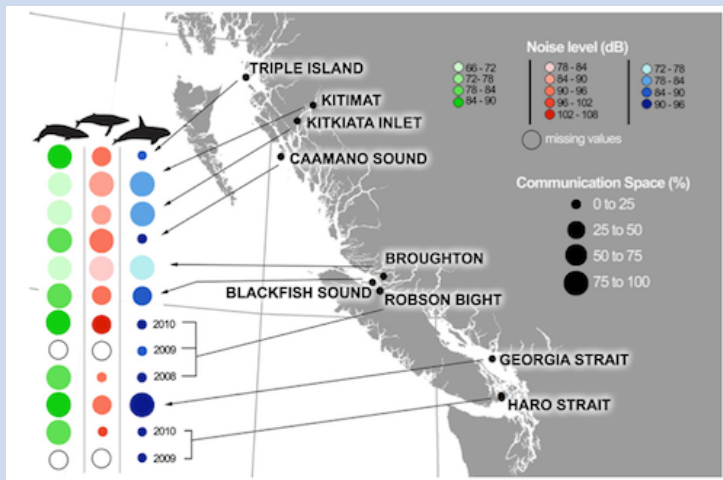 Noise level (dB)
66 - 72
72 - 78
78 - 84
84 - 90
78 - 84
84 - 90
90 - 96
96 - 102
102 - 108
72 - 78
78 - 84
84 - 90
90 - 96
missing values
Communication Space (%)
0 to 25
25 to 50
50 to 75
75 to 100
TRIPLE ISLAND
KITIMAT
KITKIATA INLET
CAAMANO SOUND
BROUGHTON
BLACKFISH SOUND
ROBSON BIGHT
GEORGIA STRAIT
HARO STRAIT
2010
2009
2008
2010
2009